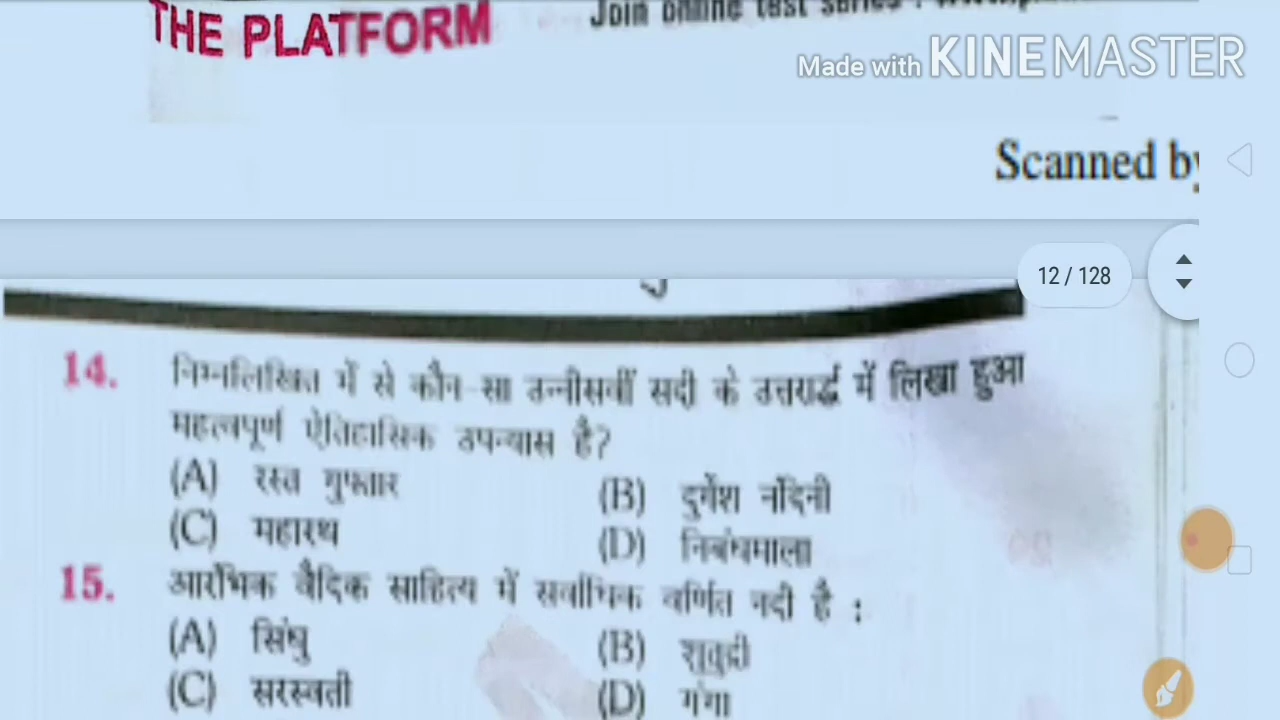 THE PLATFORM
Join online test series :
Made with KINEMASTER
Scanned by
12 / 128
14. निम्नलिखित में से कौन-सा उन्नीसवीं सदी के उत्तरार्द्ध में लिखा हुआ
महत्वपूर्ण ऐतिहासिक उपन्यास है?
(A) रस्त गुफ्तार (B) दुर्गेश नंदिनी
(C) महारथ (D) निबंधमाला
15. आरंभिक वैदिक साहित्य में सर्वाधिक वर्णित नदी है :
(A) सिंधु (B) शुतुद्री
(C) सरस्वती (D) गंगा